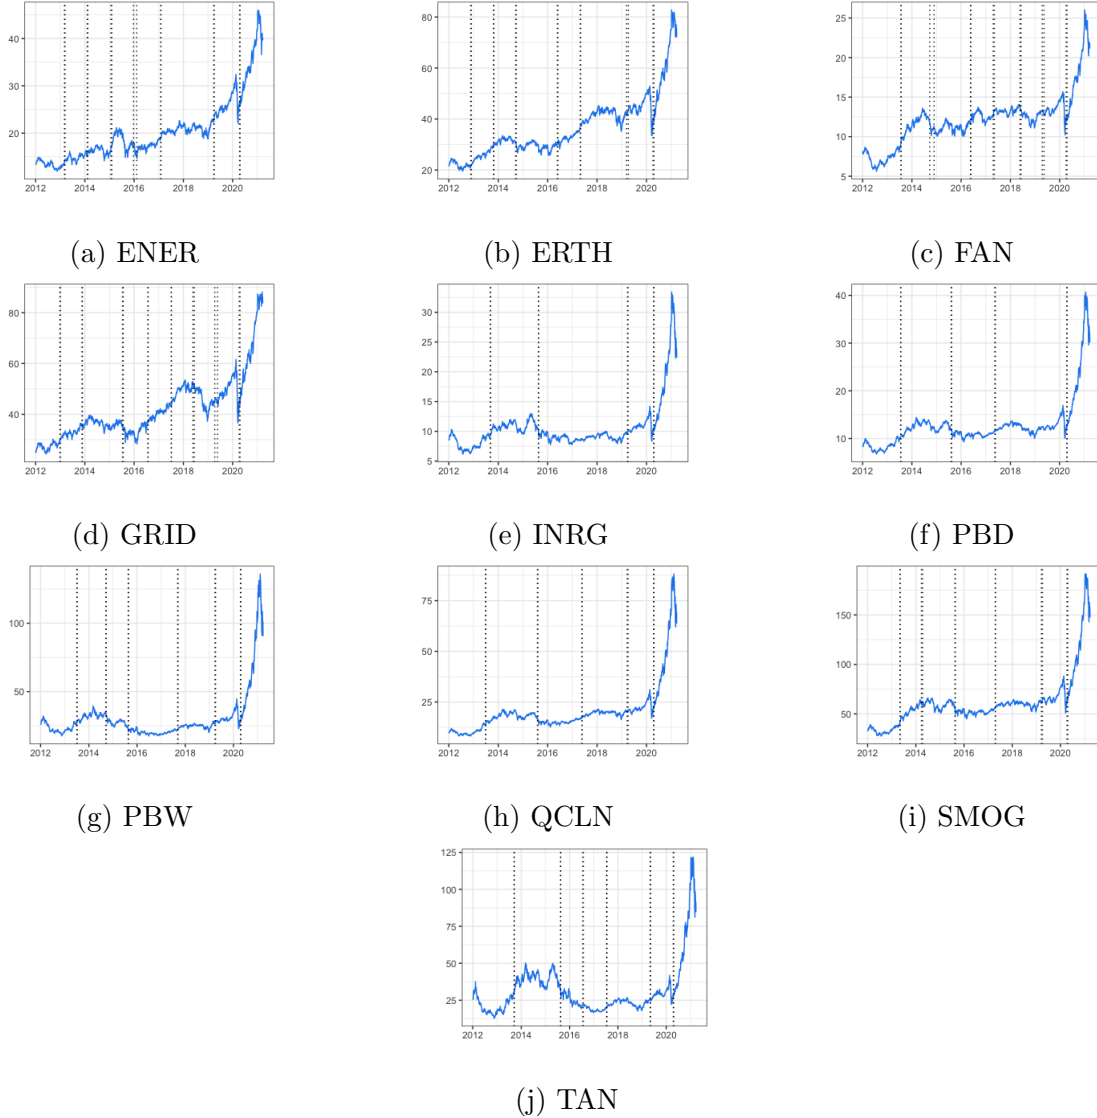 40
30
20
2012 2014 2016 2018 2020
(a) ENER
80
60
40
20
2012 2014 2016 2018 2020
(b) ERTH
25
20
15
10
5
2012 2014 2016 2018 2020
(c) FAN
80
60
40
2012 2014 2016 2018 2020
(d) GRID
30
25
20
15
10
5
2012 2014 2016 2018 2020
(e) INRG
40
30
20
10
2012 2014 2016 2018 2020
(f) PBD
100
50
2012 2014 2016 2018 2020
(g) PBW
75
50
25
2012 2014 2016 2018 2020
(h) QCLN
150
100
50
2012 2014 2016 2018 2020
(i) SMOG
125
100
75
50
25
2012 2014 2016 2018 2020
(j) TAN